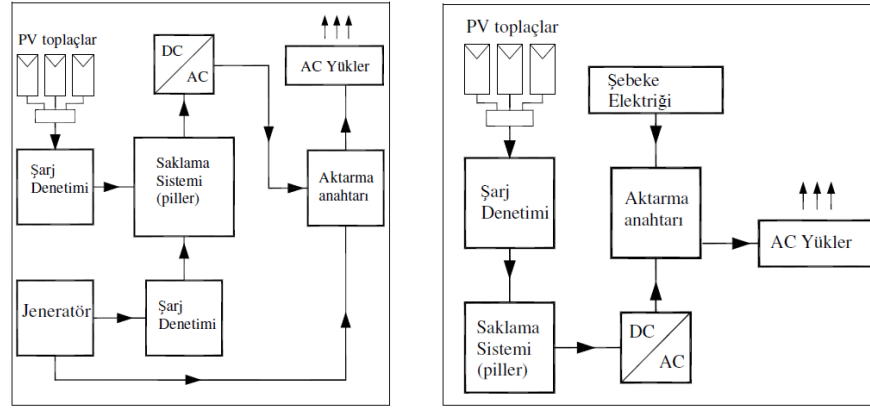 PV toplaçlar
DC
AC
AC Yükler
Şarj
Denetimi
Saklama
Sistemi
(piller)
Aktarma
anahtarı
Jeneratör
Şarj
Denetimi
PV toplaçlar
Şebeke
Elektriği
Şarj
Denetimi
Aktarma
anahtarı
AC Yükler
Saklama
Sistemi
(piller)
DC
AC